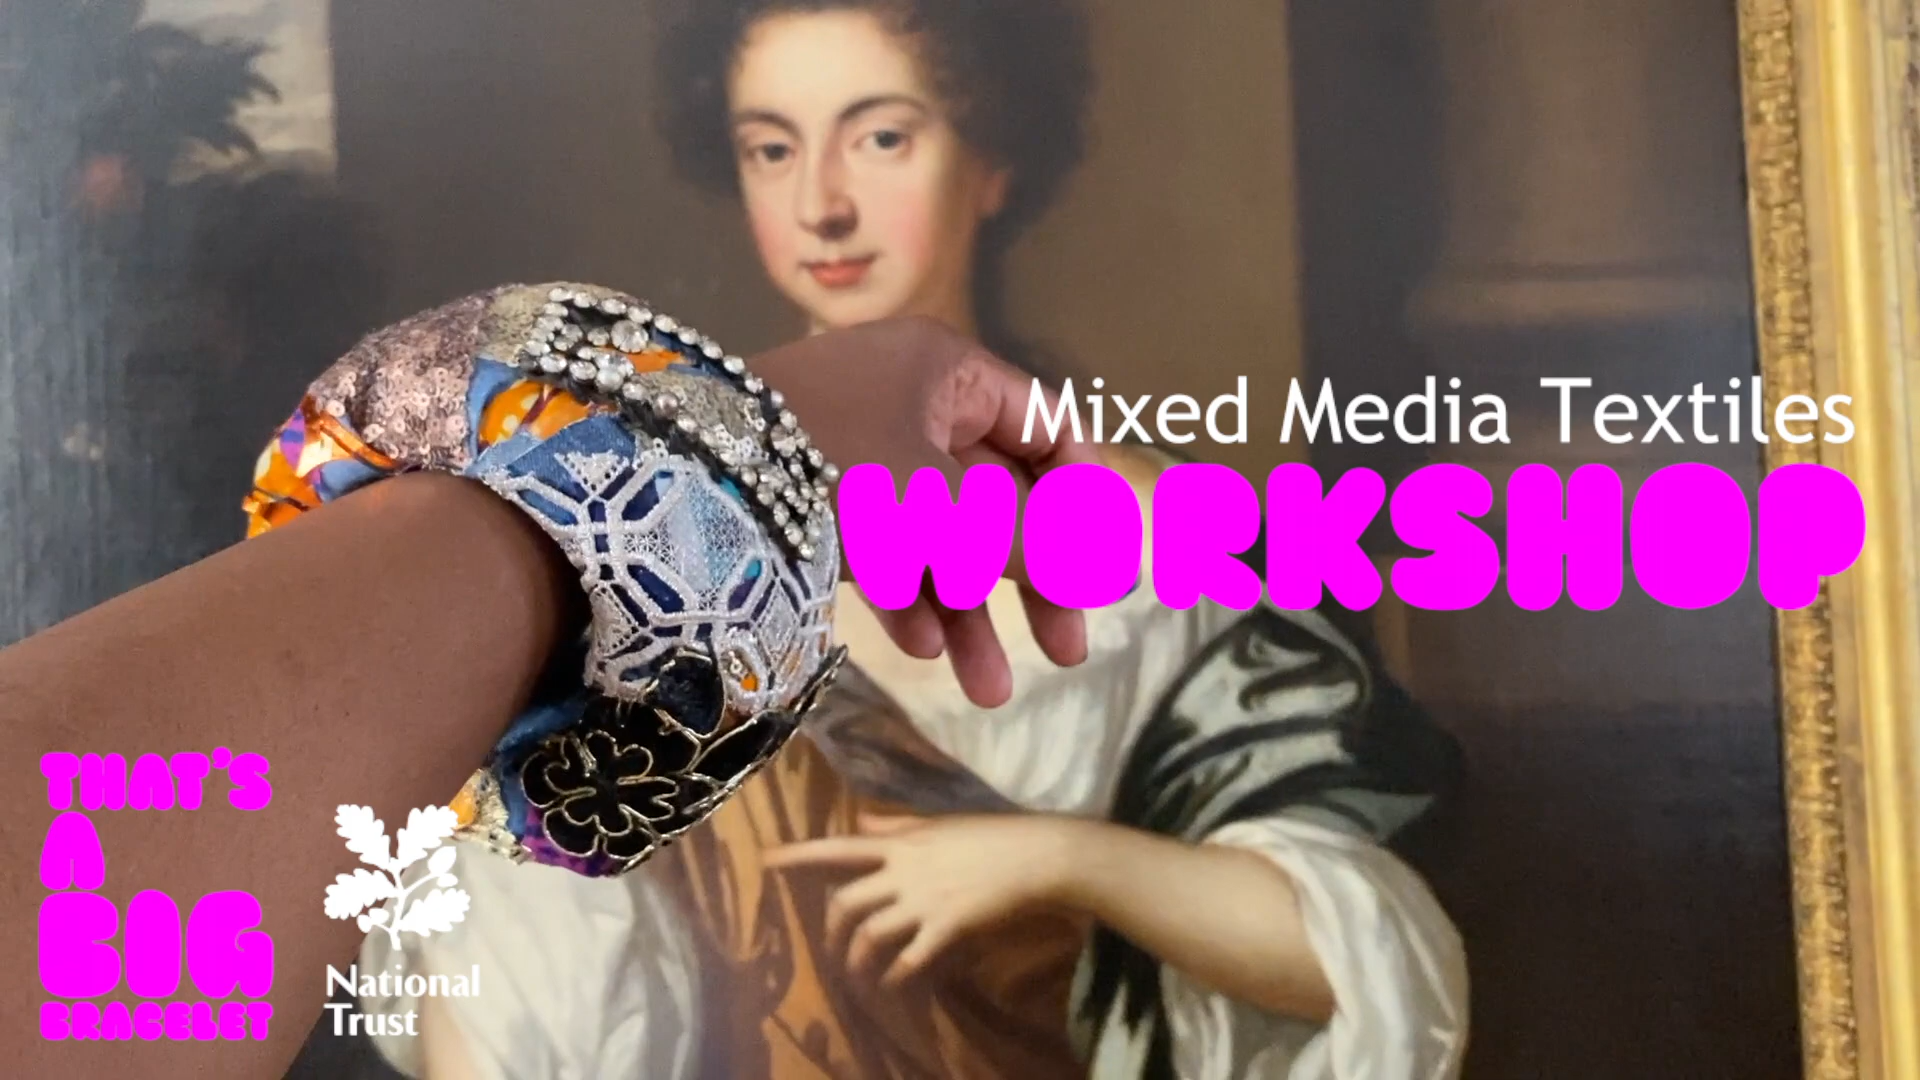 Mixed Media Textiles
WORKSHOP
THAT'S
A
BIG
BRACELET
National
Trust